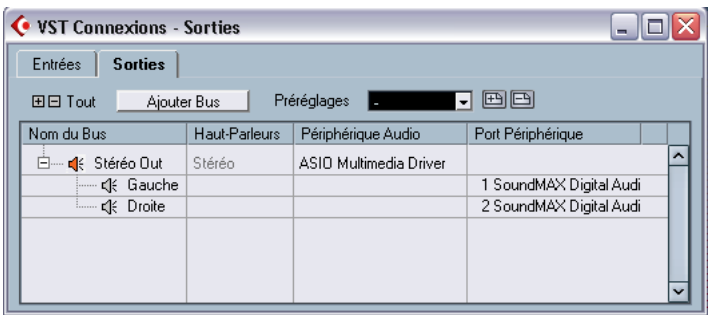 VST Connexions - Sorties
Entrées Sorties
Tout Ajouter Bus Préréglages -
Nom du Bus Haut-Parleurs Périphérique Audio Port Périphérique
Stéréo Out Stéréo ASIO Multimedia Driver
Gauche 1 SoundMAX Digital Audi
Droite 2 SoundMAX Digital Audi